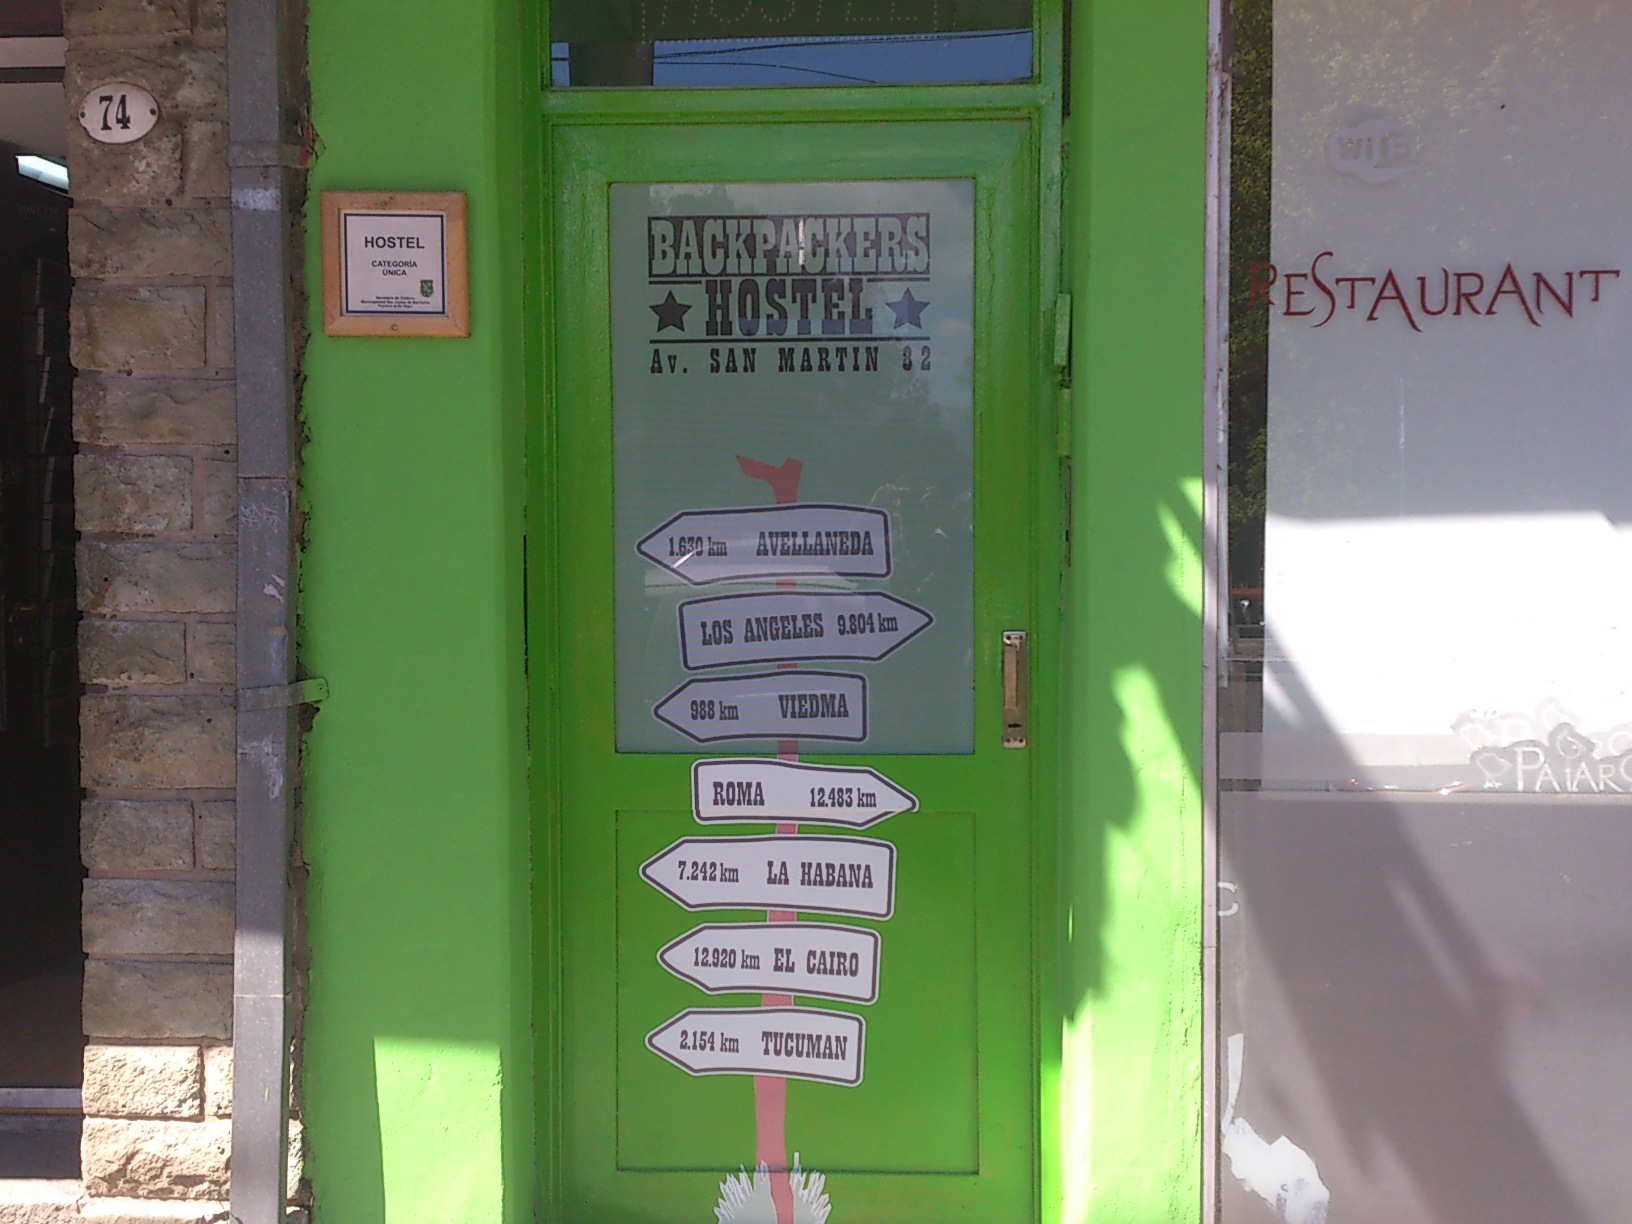 HOSTEL
74
HOSTEL
CATEGORÍA
ÚNICA
BACKPACKERS
HOSTEL
Av. SAN MARTIN 82
1.630 km AVELLANEDA
LOS ANGELES 9.804 km
988 km VIEDMA
ROMA 12.483 km
7.242 km LA HABANA
12.920 km EL CAIRO
2.154 km TUCUMAN
WiFi
RESTAURANT